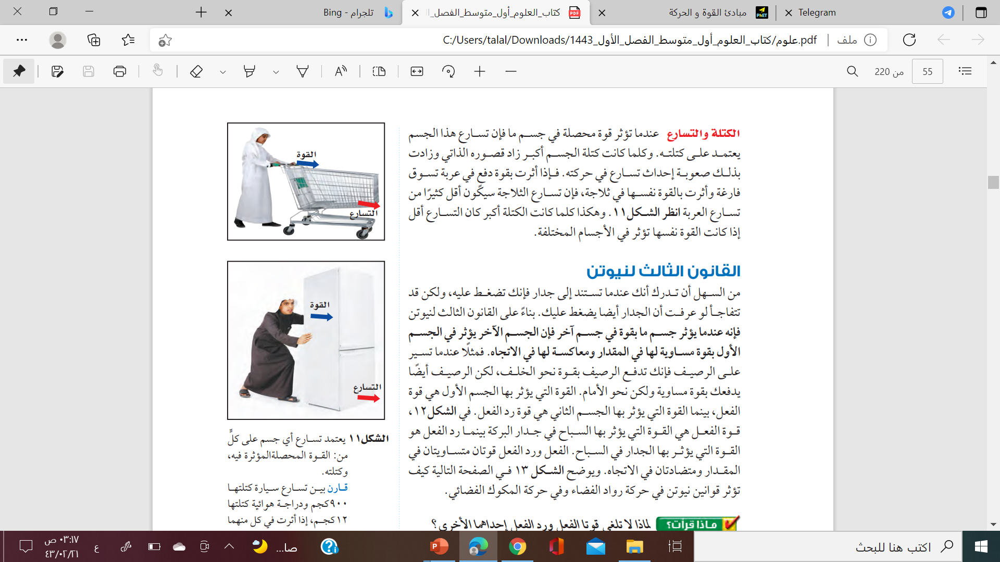 Telegram
مبادئ القوة و الحركة
كتاب_العلوم_أول_متوسط_الفصل_ال
تلجرام - Bing
ملف
C:/Users/talal/Downloads/علوم/كتاب_العلوم_أول_متوسط_الفصل_الأول_1443.pdf
55
من 220
الكتلة والتسارع عندما تؤثر قوة محصلة في جسم ما فإن تسارع هذا الجسم
يعتمد على كتلته. وكلما كانت كتلة الجسم أكبر زاد قصوره الذاتي وزادت
بذلك صعوبة إحداث تسارع في حركته. فإذا أثرت بقوة دفع في عربة تسوق
فارغة وأثرت بالقوة نفسها في ثلاجة، فإن تسارع الثلاجة سيكون أقل كثيرًا من
تسارع العربة انظر الشكل١١. وهكذا كلما كانت الكتلة أكبر كان التسارع أقل
إذا كانت القوة نفسها تؤثر في الأجسام المختلفة.
القانون الثالث لنيوتن
من السهل أن تدرك أنك عندما تستند إلى جدار فإنك تضغط عليه، ولكن قد
تتفاجأ لو عرفت أن الجدار أيضا يضغط عليك. بناءً على القانون الثالث لنيوتن
فإنه عندما يؤثر جسم ما بقوة في جسم آخر فإن الجسم الآخر يؤثر في الجسم
الأول بقوة مساوية لها في المقدار ومعاكسة لها في الاتجاه. فمثلًا عندما تسير
على الرصيف فإنك تدفع الرصيف بقوة نحو الخلف، لكن الرصيف أيضًا
يدفعك بقوة مساوية ولكن نحو الأمام. القوة التي يؤثر بها الجسم الأول هي قوة
الفعل، بينما القوة التي يؤثر بها الجسم الثاني هي قوة رد الفعل. في الشكل١٢،
قوة الفعل هي القوة التي يؤثر بها السباح في جدار البركة بينما رد الفعل هو
القوة التي يؤثر بها الجدار في السباح. الفعل ورد الفعل قوتان متساويتان في
المقدار ومتضادتان في الاتجاه. ويوضح الشكل ١٣ في الصفحة التالية كيف
تؤثر قوانين نيوتن في حركة رواد الفضاء وفي حركة المكوك الفضائي.
ماذا قرأت؟ لماذا لا تلغي قوتا الفعل ورد الفعل إحداهما الأخرى؟
القوة
التسارع
القوة
التسارع
الشكل١١ يعتمد تسارع أي جسم على كلٍّ
من: القوة المحصلةالمؤثرة فيه،
وكتلته.
قارن بين تسارع سيارة كتلتها
٩٠٠كجم ودراجة هوائية كتلتها
١٢كجم، إذا أثرت في كل منهما
اكتب هنا للبحث
صا...
ع
٠٣:١٧ ص
٤٣/٠٢/٢١